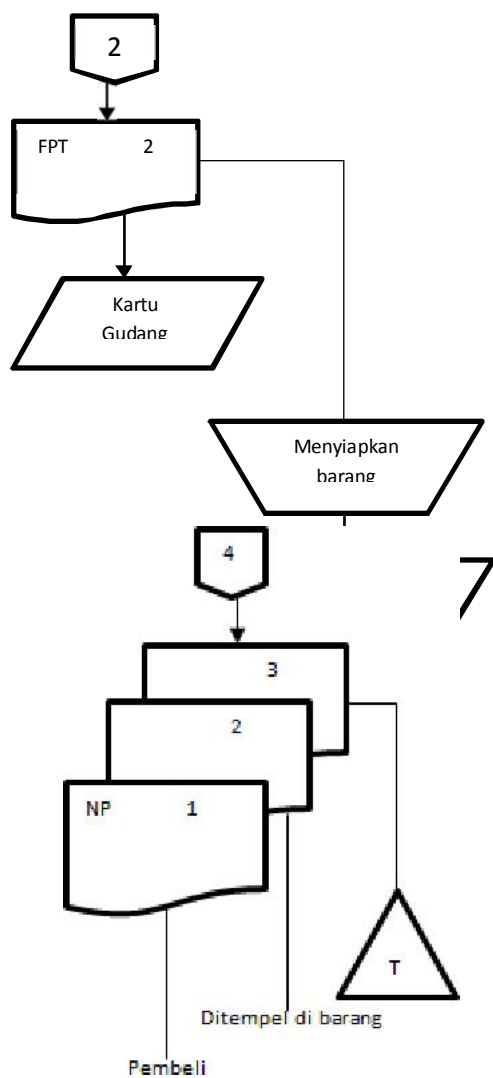 2
FPT 2
Kartu
Gudang
Menyiapkan
barang
4
3
2
NP 1
T
Ditempel di barang
Pembeli